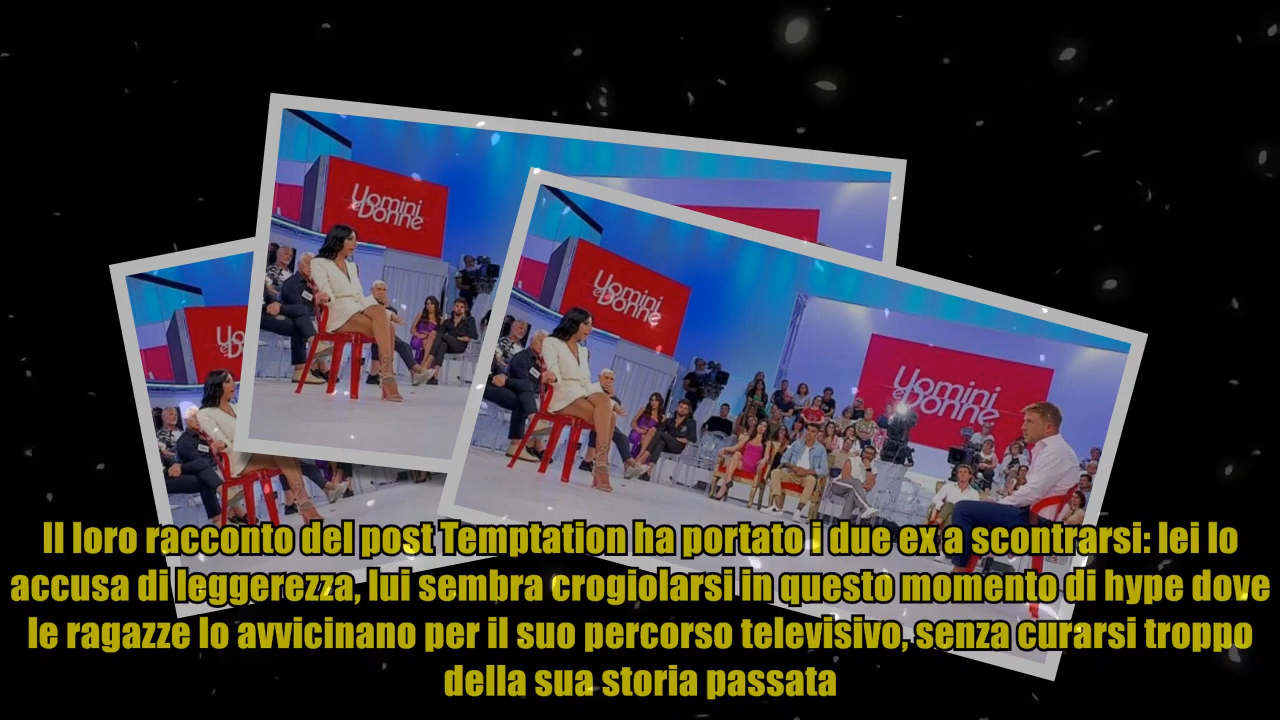 Uomini
e Donne
Uomini
e Donne
Uomini
e Donne
Il loro racconto del post Temptation ha portato i due ex a scontrarsi: lei lo
accusa di leggerezza, lui sembra crogiolarsi in questo momento di hype dove
le ragazze lo avvicinano per il suo percorso televisivo, senza curarsi troppo
della sua storia passata